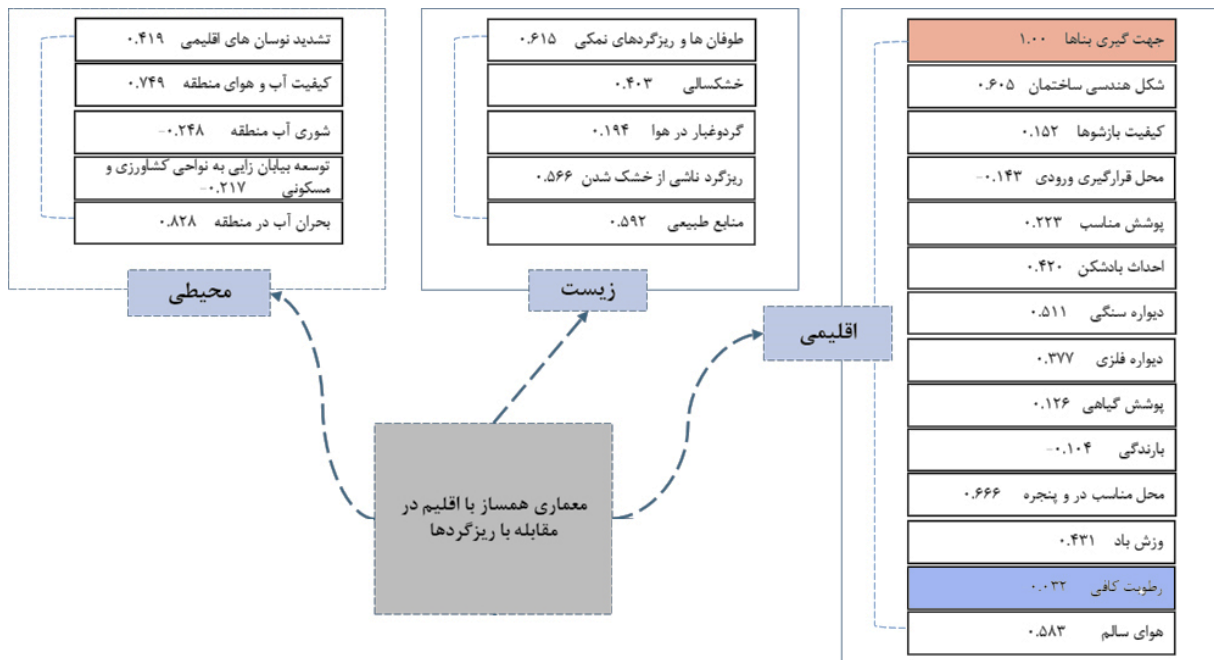 جهت گیری بناها ۱.۰۰
شکل هندسی ساختمان ۰.۶۰۵
کیفیت بازشوها ۰.۱۵۲
محل قرارگیری ورودی ۰.۱۴۳-
پوشش مناسب ۰.۲۲۳
احداث بادشکن ۰.۴۲۰
دیواره سنگی ۰.۵۱۱
دیواره فلزی ۰.۳۷۷
پوشش گیاهی ۰.۱۲۶
بارندگی ۰.۱۰۴-
محل مناسب در و پنجره ۰.۶۶۶
وزش باد ۰.۴۳۱
رطوبت کافی ۰.۰۳۲
هوای سالم ۰.۵۸۳
اقلیمی
طوفان ها و ریزگردهای نمکی ۰.۶۱۵
خشکسالی ۰.۴۰۳
گردوغبار در هوا ۰.۱۹۴
ریزگرد ناشی از خشک شدن ۰.۵۶۶
منابع طبیعی ۰.۵۹۲
زیست
تشدید نوسان های اقلیمی ۰.۴۱۹
کیفیت آب و هوای منطقه ۰.۷۴۹
شوری آب منطقه ۰.۲۴۸-
توسعه بیابان زایی به نواحی کشاورزی و
مسکونی ۰.۲۱۷-
بحران آب در منطقه ۰.۸۲۸
محیطی
معماری همساز با اقلیم در
مقابله با ریزگردها